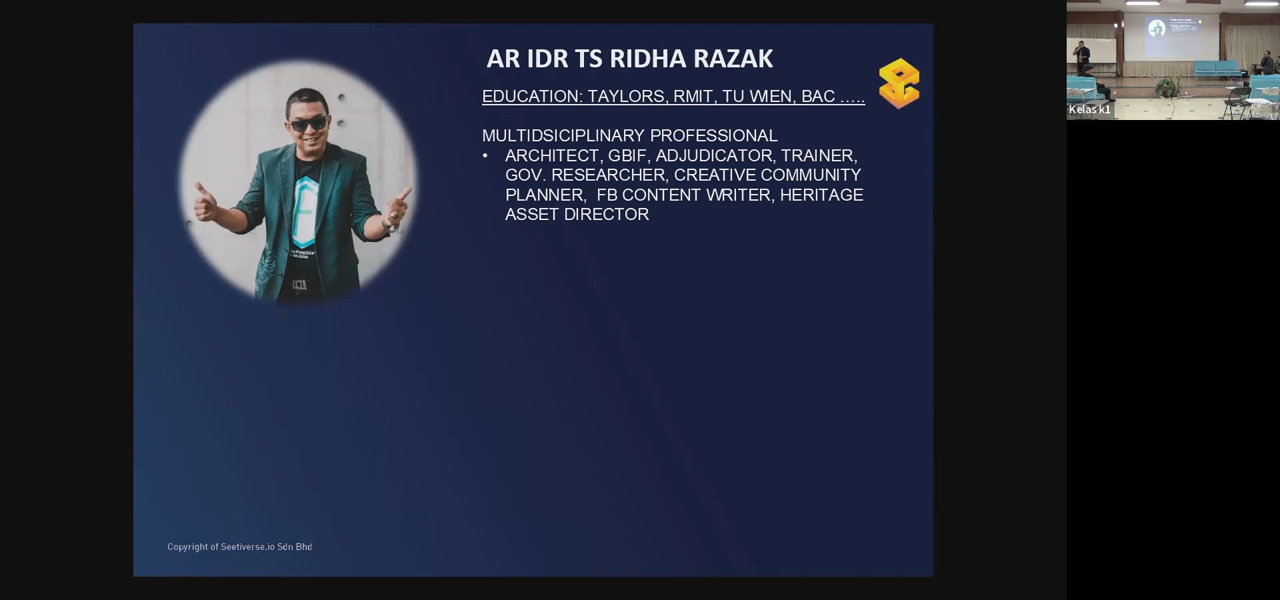 AR IDR TS RIDHA RAZAK
EDUCATION: TAYLORS, RMIT, TU WIEN, BAC …..
MULTIDSICIPLINARY PROFESSIONAL
• ARCHITECT, GBIF, ADJUDICATOR, TRAINER,
GOV. RESEARCHER, CREATIVE COMMUNITY
PLANNER, FB CONTENT WRITER, HERITAGE
ASSET DIRECTOR
Copyright of Seetiverse.io Sdn Bhd
Kelas k1